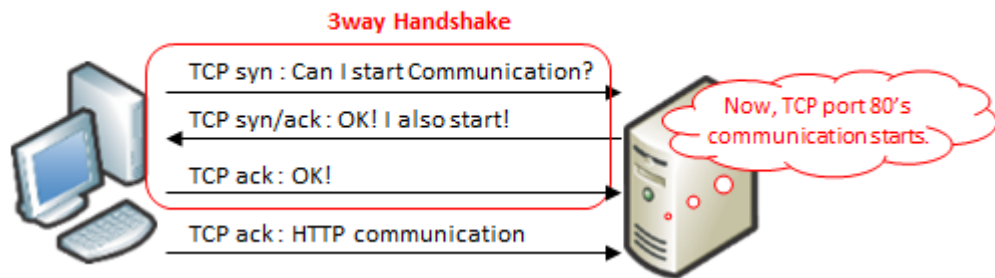 3way Handshake
TCP syn : Can I start Communication?
TCP syn/ack : OK! I also start!
Now, TCP port 80's
communication starts.
TCP ack : OK!
TCP ack : HTTP communication